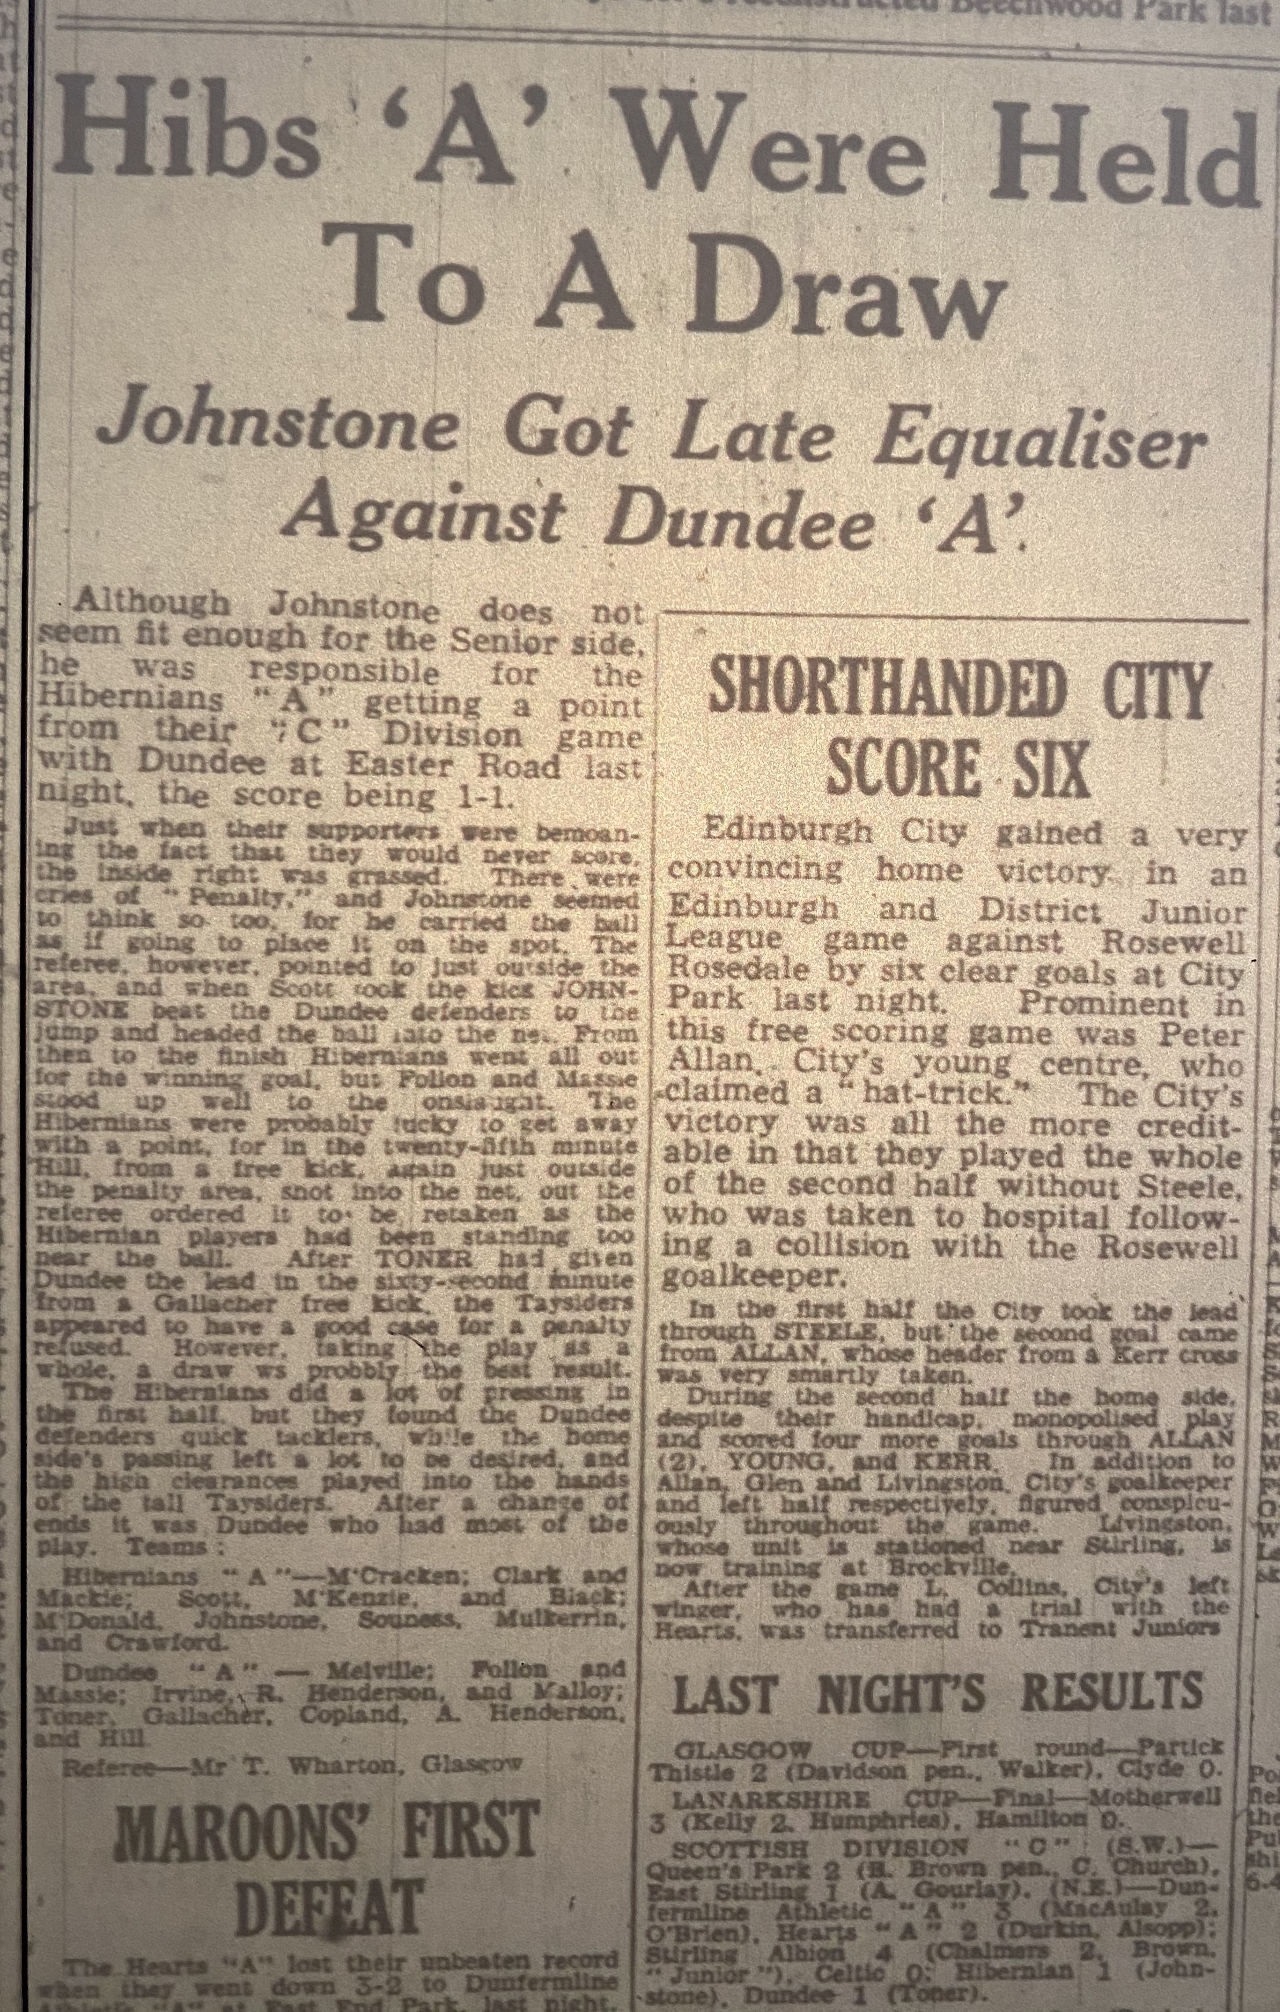 Beechwood Park last
Hibs 'A' Were Held
To A Draw
Johnstone Got Late Equaliser
Against Dundee 'A'.
Although Johnstone does not
seem fit enough for the Senior side,
he was responsible for the
Hibernians "A" getting a point
from their "C" Division game
with Dundee at Easter Road last
night, the score being 1-1.
Just when their supporters were bemoan-
ing the fact that they would never score,
the inside right was grassed. There were
cries of "Penalty," and Johnstone seemed
to think so too, for he carried the ball
as if going to place it on the spot. The
referee, however, pointed to just outside the
area, and when Scott took the kick JOHN-
STONE beat the Dundee defenders to the
jump and headed the ball into the net. From
then to the finish Hibernians went all out
for the winning goal, but Follon and Massie
stood up well to the onslaught. The
Hibernians were probably lucky to get away
with a point, for in the twenty-fifth minute
Hill, from a free kick, again just outside
the penalty area, shot into the net, out the
referee ordered it to be retaken as the
Hibernian players had been standing too
near the ball. After TONER had given
Dundee the lead in the sixty-second minute
from a Gallacher free kick, the Taysiders
appeared to have a good case for a penalty
refused. However, taking the play as a
whole, a draw ws probbly the best result.
The Hibernians did a lot of pressing in
the first half, but they found the Dundee
defenders quick tacklers, while the home
side's passing left a lot to be desired, and
the high clearances played into the hands
of the tall Taysiders. After a change of
ends it was Dundee who had most of the
play. Teams:
Hibernians "A"—M'Cracken; Clark and
Mackie; Scott, M'Kenzie, and Black;
M'Donald, Johnstone, Souness, Mulkerrin,
and Crawford.
Dundee "A" — Melville; Follon and
Massie; Irvine, R. Henderson, and Malloy;
Toner, Gallacher, Copland, A. Henderson,
and Hill
Referee—Mr T. Wharton, Glasgow
MAROONS' FIRST
DEFEAT
The Hearts "A" lost their unbeaten record
when they went down 3-2 to Dunfermline
Athletic "A" at East End Park, last night.
SHORTHANDED CITY
SCORE SIX
Edinburgh City gained a very
convincing home victory in an
Edinburgh and District Junior
League game against Rosewell
Rosedale by six clear goals at City
Park last night. Prominent in
this free scoring game was Peter
Allan, City's young centre, who
claimed a "hat-trick." The City's
victory was all the more credit-
able in that they played the whole
of the second half without Steele,
who was taken to hospital follow-
ing a collision with the Rosewell
goalkeeper.
In the first half the City took the lead
through STEELE, but the second goal came
from ALLAN, whose header from a Kerr cross
was very smartly taken.
During the second half the home side,
despite their handicap, monopolised play
and scored four more goals through ALLAN
(2), YOUNG, and KERR. In addition to
Allan, Glen and Livingston, City's goalkeeper
and left half respectively, figured conspicu-
ously throughout the game. Livingston,
whose unit is stationed near Stirling, is
now training at Brockville.
After the game L. Collins, City's left
winger, who has had a trial with the
Hearts, was transferred to Tranent Juniors
LAST NIGHT'S RESULTS
GLASGOW CUP—First round—Partick
Thistle 2 (Davidson pen., Walker), Clyde 0.
LANARKSHIRE CUP—Final—Motherwell
3 (Kelly 2, Humphries), Hamilton 0.
SCOTTISH DIVISION "C" (S.W.)—
Queen's Park 2 (R. Brown pen., C. Church),
East Stirling 1 (A. Gourlay). (N.E.)—Dun-
fermline Athletic "A" 3 (MacAulay 2,
O'Brien), Hearts "A" 2 (Durkin, Alsopp);
Stirling Albion 4 (Chalmers 2, Brown,
"Junior"), Celtic 0; Hibernian 1 (John-
stone), Dundee 1 (Toner).